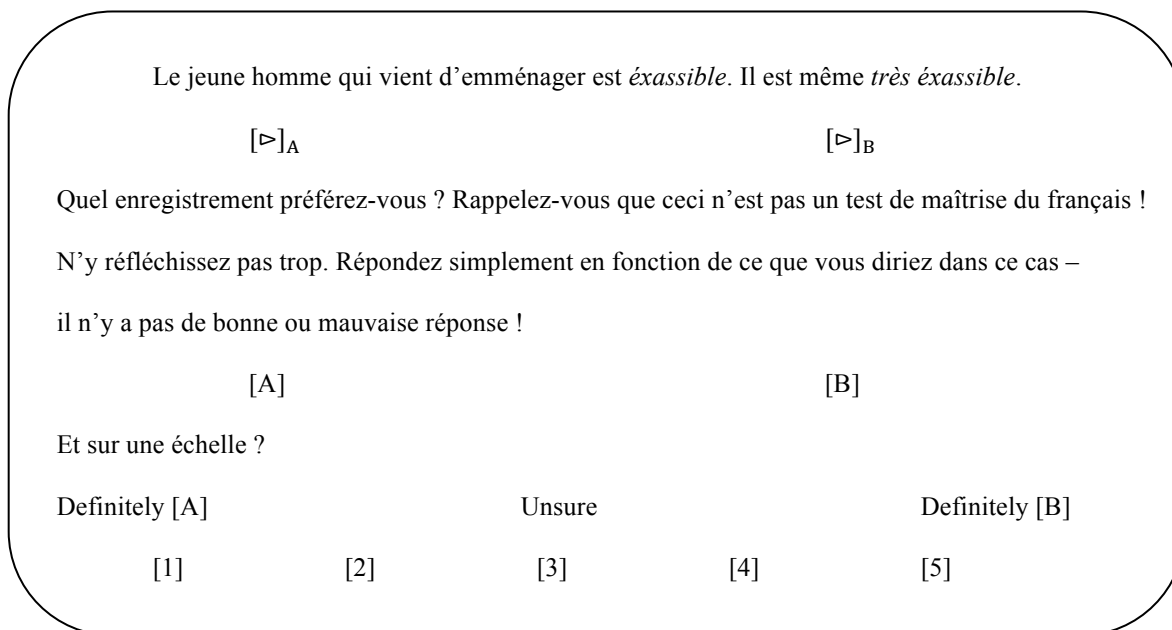 Le jeune homme qui vient d’emménager est éxassible. Il est même très éxassible.
[⊳]A [⊳]B
Quel enregistrement préférez-vous ? Rappelez-vous que ceci n’est pas un test de maîtrise du français !
N’y réfléchissez pas trop. Répondez simplement en fonction de ce que vous diriez dans ce cas –
il n’y a pas de bonne ou mauvaise réponse !
[A] [B]
Et sur une échelle ?
Definitely [A] Unsure Definitely [B]
[1] [2] [3] [4] [5]